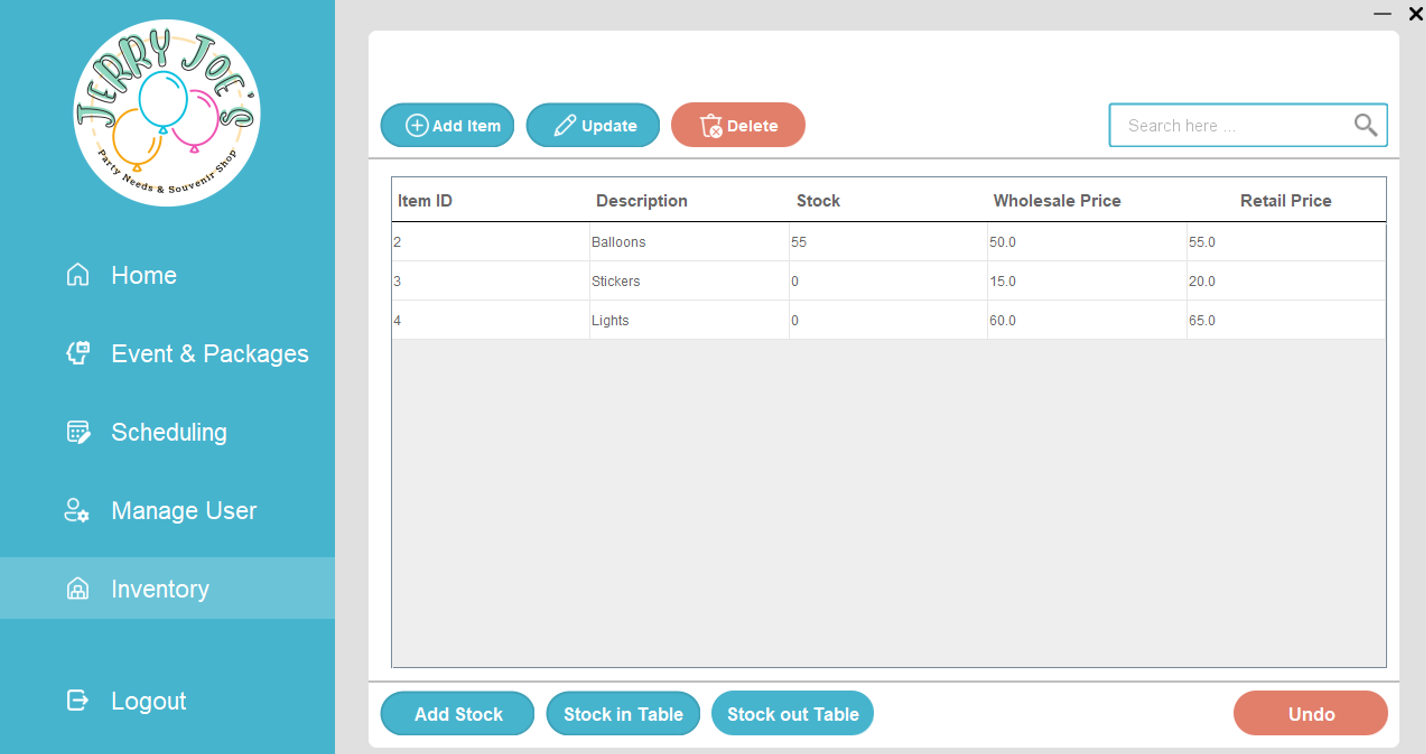 JERRY JOE'S
Party Needs & Souvenir Shop
Home
Event & Packages
Scheduling
Manage User
Inventory
Logout
Add Item Update Delete Search here ...
Item ID Description Stock Wholesale Price Retail Price
2 Balloons 55 50.0 55.0
3 Stickers 0 15.0 20.0
4 Lights 0 60.0 65.0
Add Stock Stock in Table Stock out Table Undo